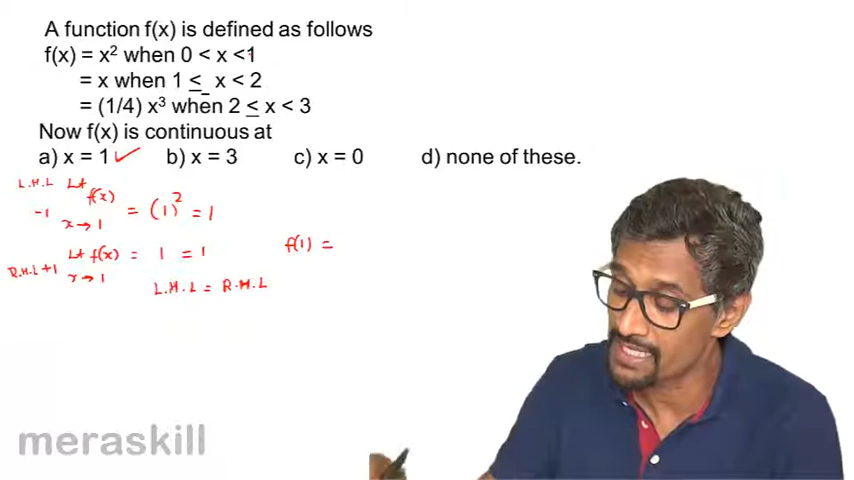 A function f(x) is defined as follows
f(x) = x² when 0 < x <1
= x when 1 ≤ x < 2
= (1/4) x³ when 2 ≤ x < 3
Now f(x) is continuous at
a) x = 1 ✓ b) x = 3 c) x = 0 d) none of these.
L.H.L Lt f(x) = (1)² = 1
-1 x→1
Lt f(x) = 1 = 1 f(1) =
R.H.L +1 x→1
L.H.L = R.H.L
meraskill